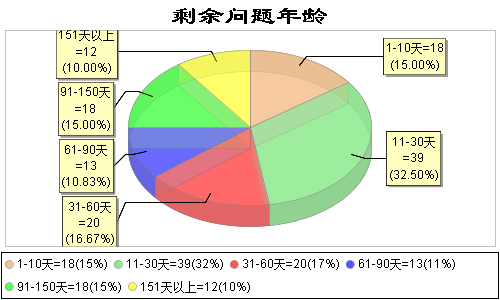 剩余问题年龄
151天以上
=12
(10.00%)
1-10天=18
(15.00%)
91-150天
=18
(15.00%)
11-30天
=39
(32.50%)
61-90天
=13
(10.83%)
31-60天
=20
(16.67%)
1-10天=18(15%) 11-30天=39(32%) 31-60天=20(17%) 61-90天=13(11%)
91-150天=18(15%) 151天以上=12(10%)